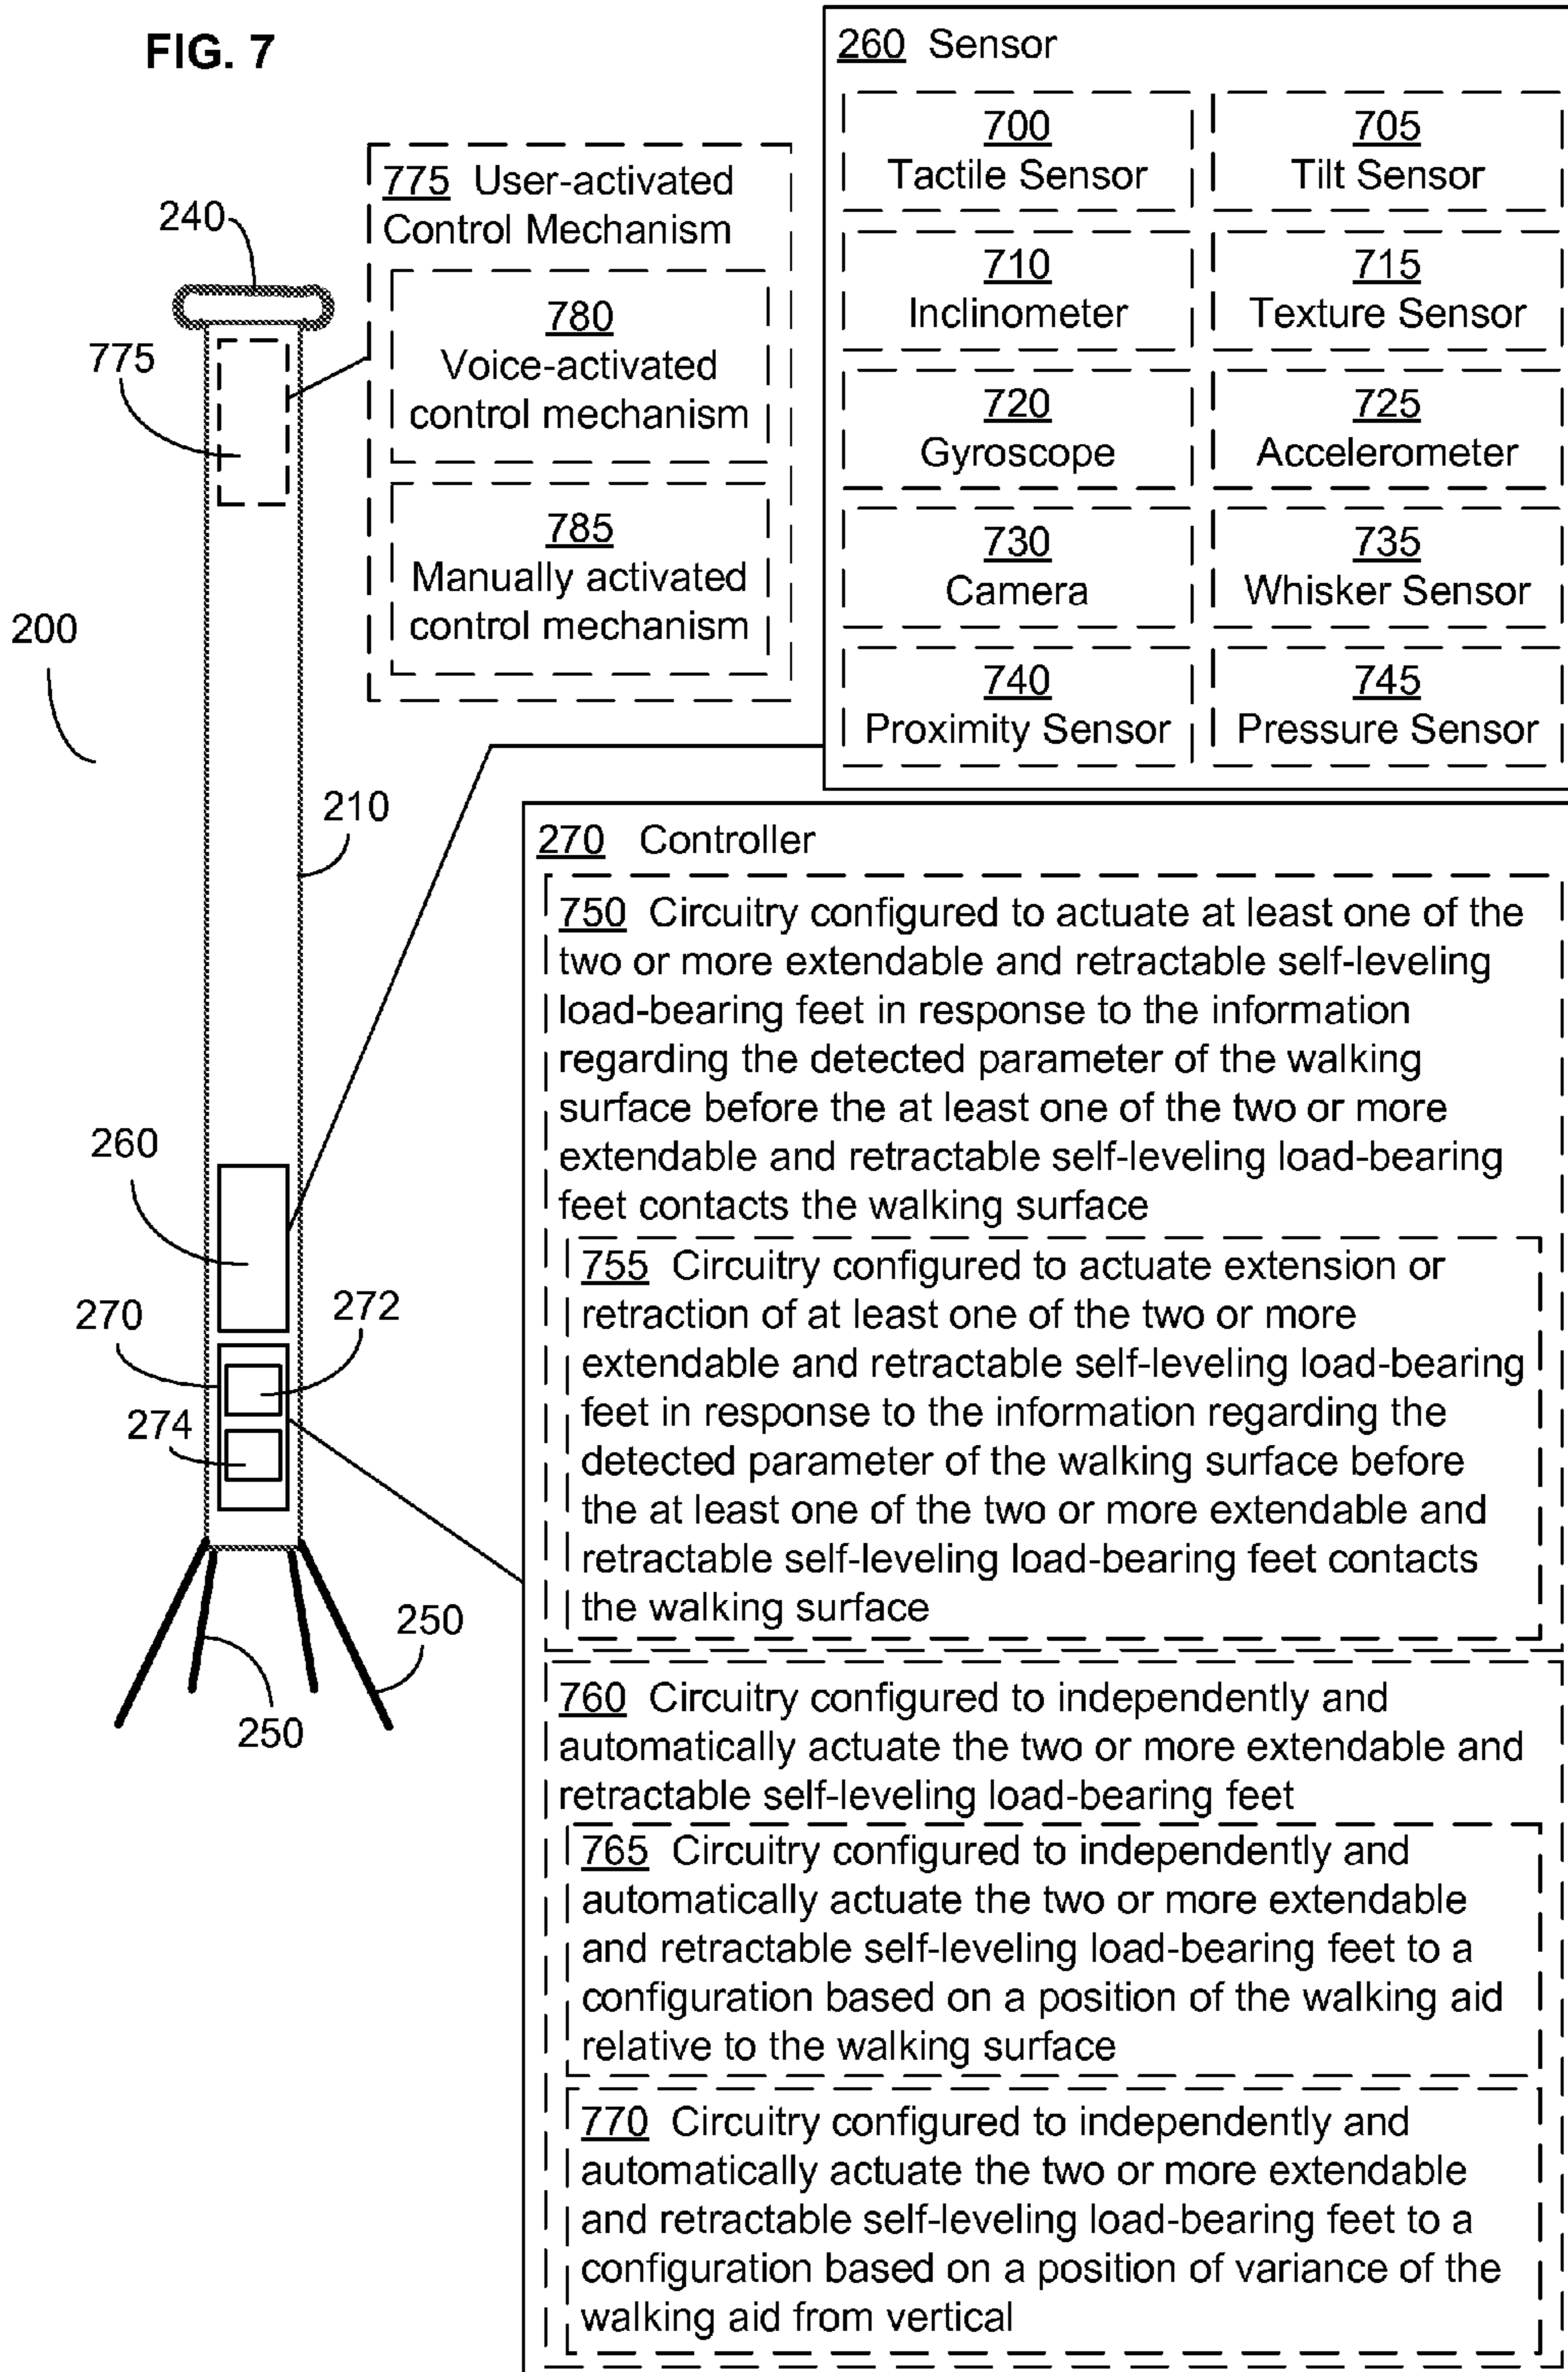 FIG. 7
240
775
200
210
260
270
272
274
250
250
775 User-activated
Control Mechanism
780
Voice-activated
control mechanism
785
Manually activated
control mechanism
260 Sensor
700
Tactile Sensor
705
Tilt Sensor
710
Inclinometer
715
Texture Sensor
720
Gyroscope
725
Accelerometer
730
Camera
735
Whisker Sensor
740
Proximity Sensor
745
Pressure Sensor
270 Controller
750 Circuitry configured to actuate at least one of the
two or more extendable and retractable self-leveling
load-bearing feet in response to the information
regarding the detected parameter of the walking
surface before the at least one of the two or more
extendable and retractable self-leveling load-bearing
feet contacts the walking surface
755 Circuitry configured to actuate extension or
retraction of at least one of the two or more
extendable and retractable self-leveling load-bearing
feet in response to the information regarding the
detected parameter of the walking surface before
the at least one of the two or more extendable and
retractable self-leveling load-bearing feet contacts
the walking surface
760 Circuitry configured to independently and
automatically actuate the two or more extendable and
retractable self-leveling load-bearing feet
765 Circuitry configured to independently and
automatically actuate the two or more extendable
and retractable self-leveling load-bearing feet to a
configuration based on a position of the walking aid
relative to the walking surface
770 Circuitry configured to independently and
automatically actuate the two or more extendable
and retractable self-leveling load-bearing feet to a
configuration based on a position of variance of the
walking aid from vertical